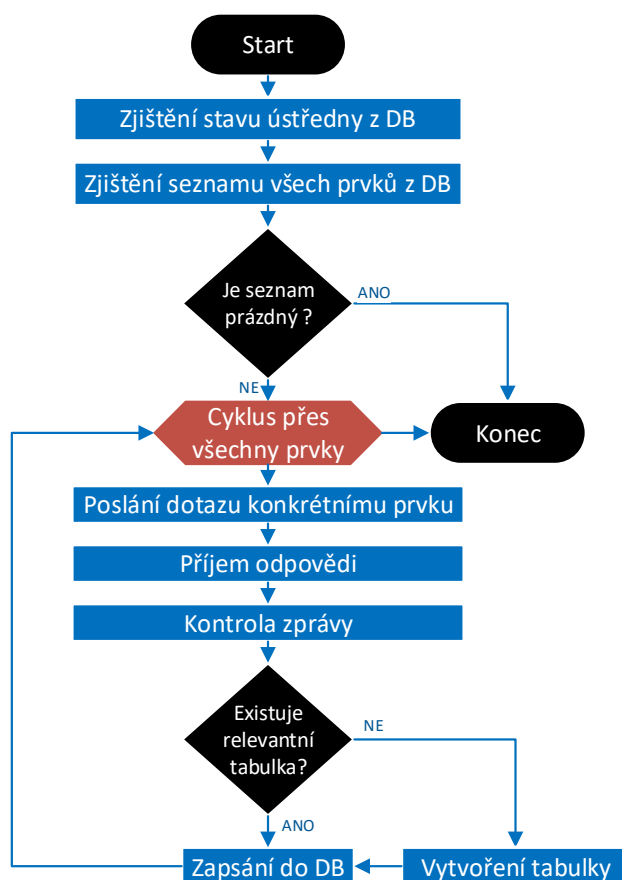 Start
Zjištění stavu ústředny z DB
Zjištění seznamu všech prvků z DB
Je seznam
prázdný ?
ANO
NE
Cyklus přes
všechny prvky
Konec
Poslání dotazu konkrétnímu prvku
Příjem odpovědi
Kontrola zprávy
Existuje
relevantní
tabulka?
NE
ANO
Zapsání do DB
Vytvoření tabulky